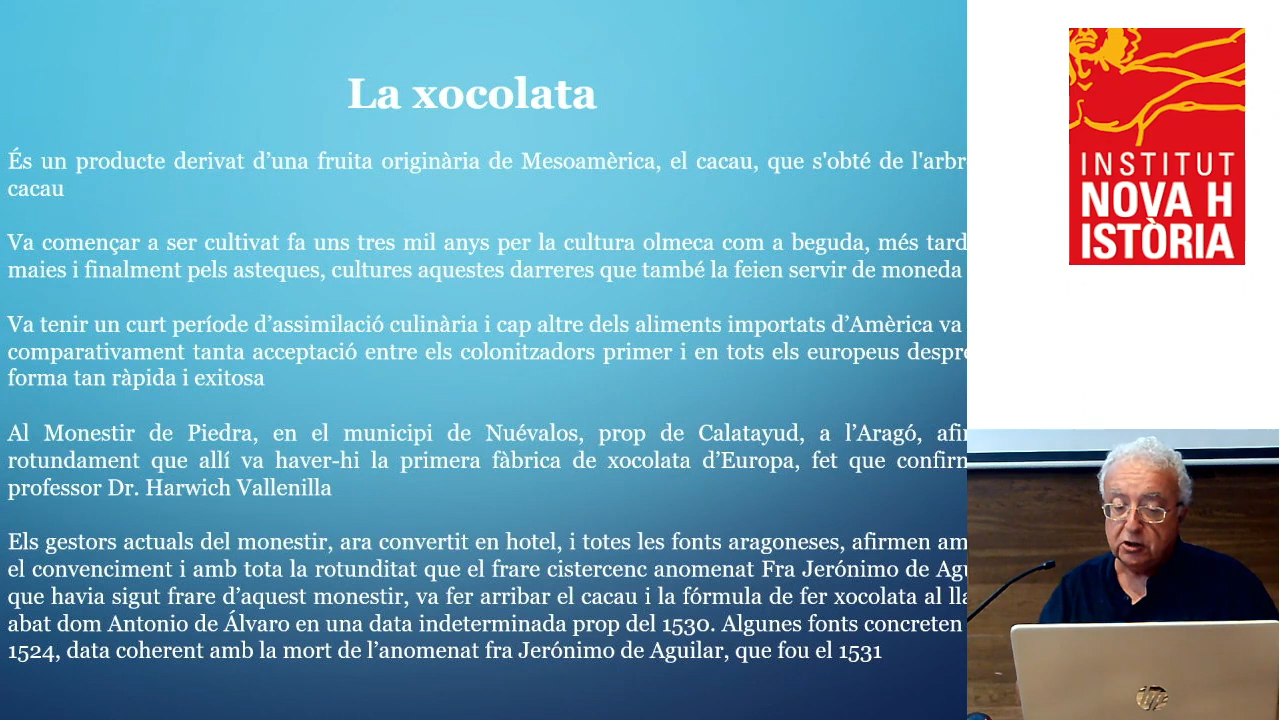 La xocolata
És un producte derivat d’una fruita originària de Mesoamèrica, el cacau, que s'obté de l'arbr
cacau
Va començar a ser cultivat fa uns tres mil anys per la cultura olmeca com a beguda, més tard
maies i finalment pels asteques, cultures aquestes darreres que també la feien servir de moneda
Va tenir un curt període d’assimilació culinària i cap altre dels aliments importats d’Amèrica va
comparativament tanta acceptació entre els colonitzadors primer i en tots els europeus despr
forma tan ràpida i exitosa
Al Monestir de Piedra, en el municipi de Nuévalos, prop de Calatayud, a l’Aragó, afi
rotundament que allí va haver-hi la primera fàbrica de xocolata d’Europa, fet que confir
professor Dr. Harwich Vallenilla
Els gestors actuals del monestir, ara convertit en hotel, i totes les fonts aragoneses, afirmen am
el convenciment i amb tota la rotunditat que el frare cistercenc anomenat Fra Jerónimo de Agu
que havia sigut frare d’aquest monestir, va fer arribar el cacau i la fórmula de fer xocolata al lla
abat dom Antonio de Álvaro en una data indeterminada prop del 1530. Algunes fonts concreten
1524, data coherent amb la mort de l’anomenat fra Jerónimo de Aguilar, que fou el 1531
INSTITUT
NOVA H
ISTÒRIA
hp